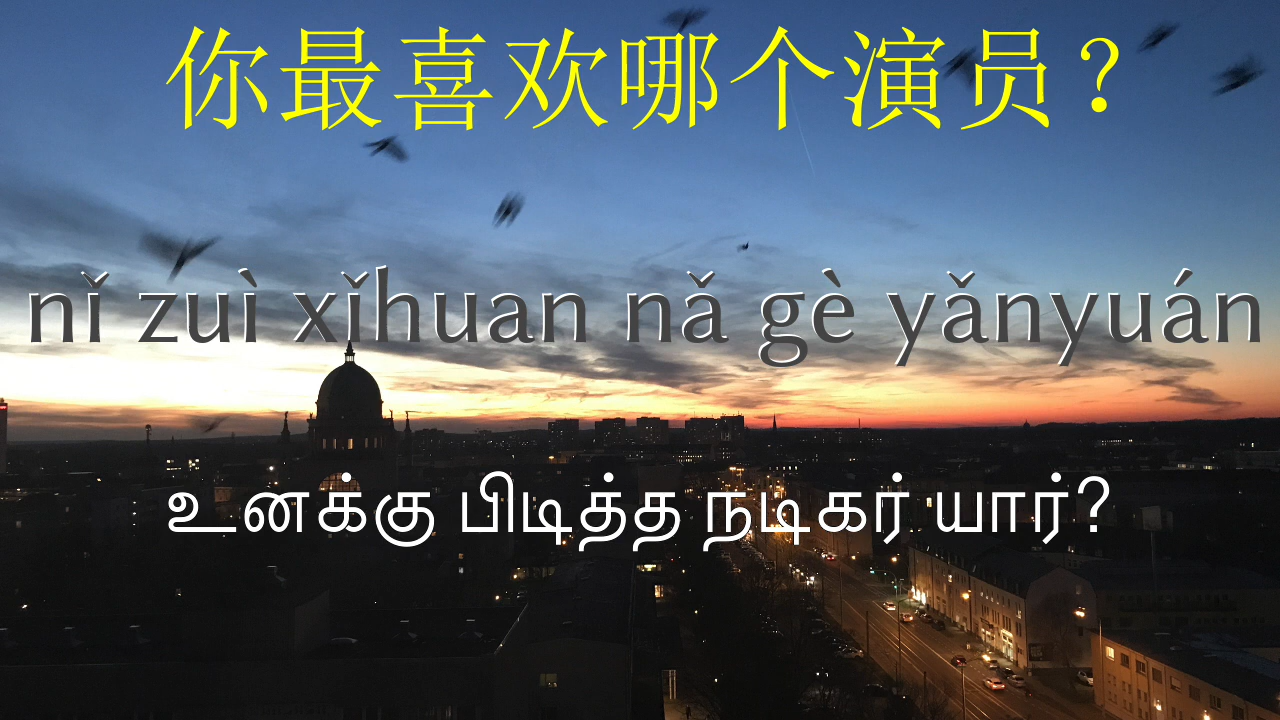 你最喜欢哪个演员？
nǐ zuì xǐhuan nǎ gè yǎnyuán
உனக்கு பிடித்த நடிகர் யார்?